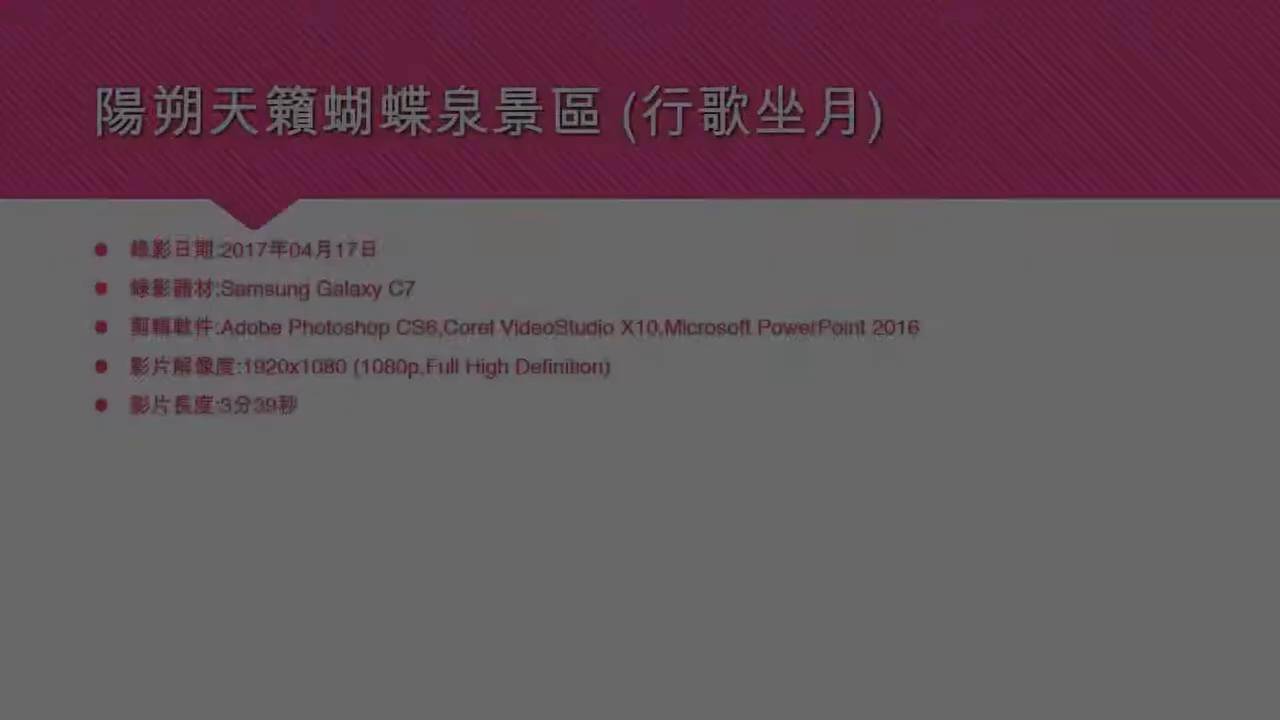 陽朔天籟蝴蝶泉景區 (行歌坐月)
錄影日期:2017年04月17日
錄影器材:Samsung Galaxy C7
剪輯軟件:Adobe Photoshop CS6,Corel VideoStudio X10,Microsoft PowerPoint 2016
影片解像度:1920x1080 (1080p,Full High Definition)
影片長度:3分39秒